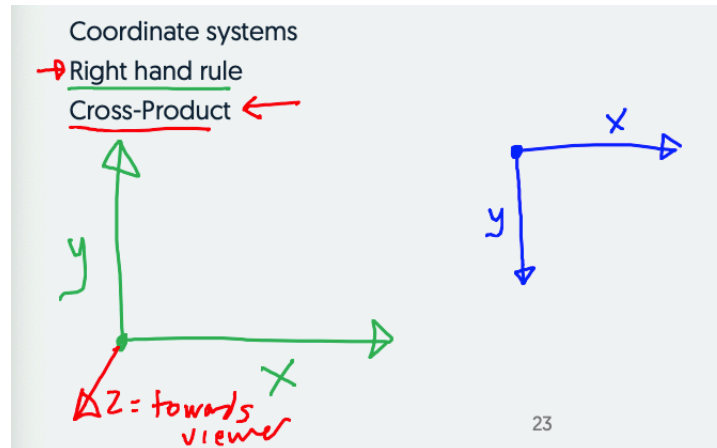 Coordinate systems
Right hand rule
Cross-Product
x
y
y
x
z = towards
viewer
23